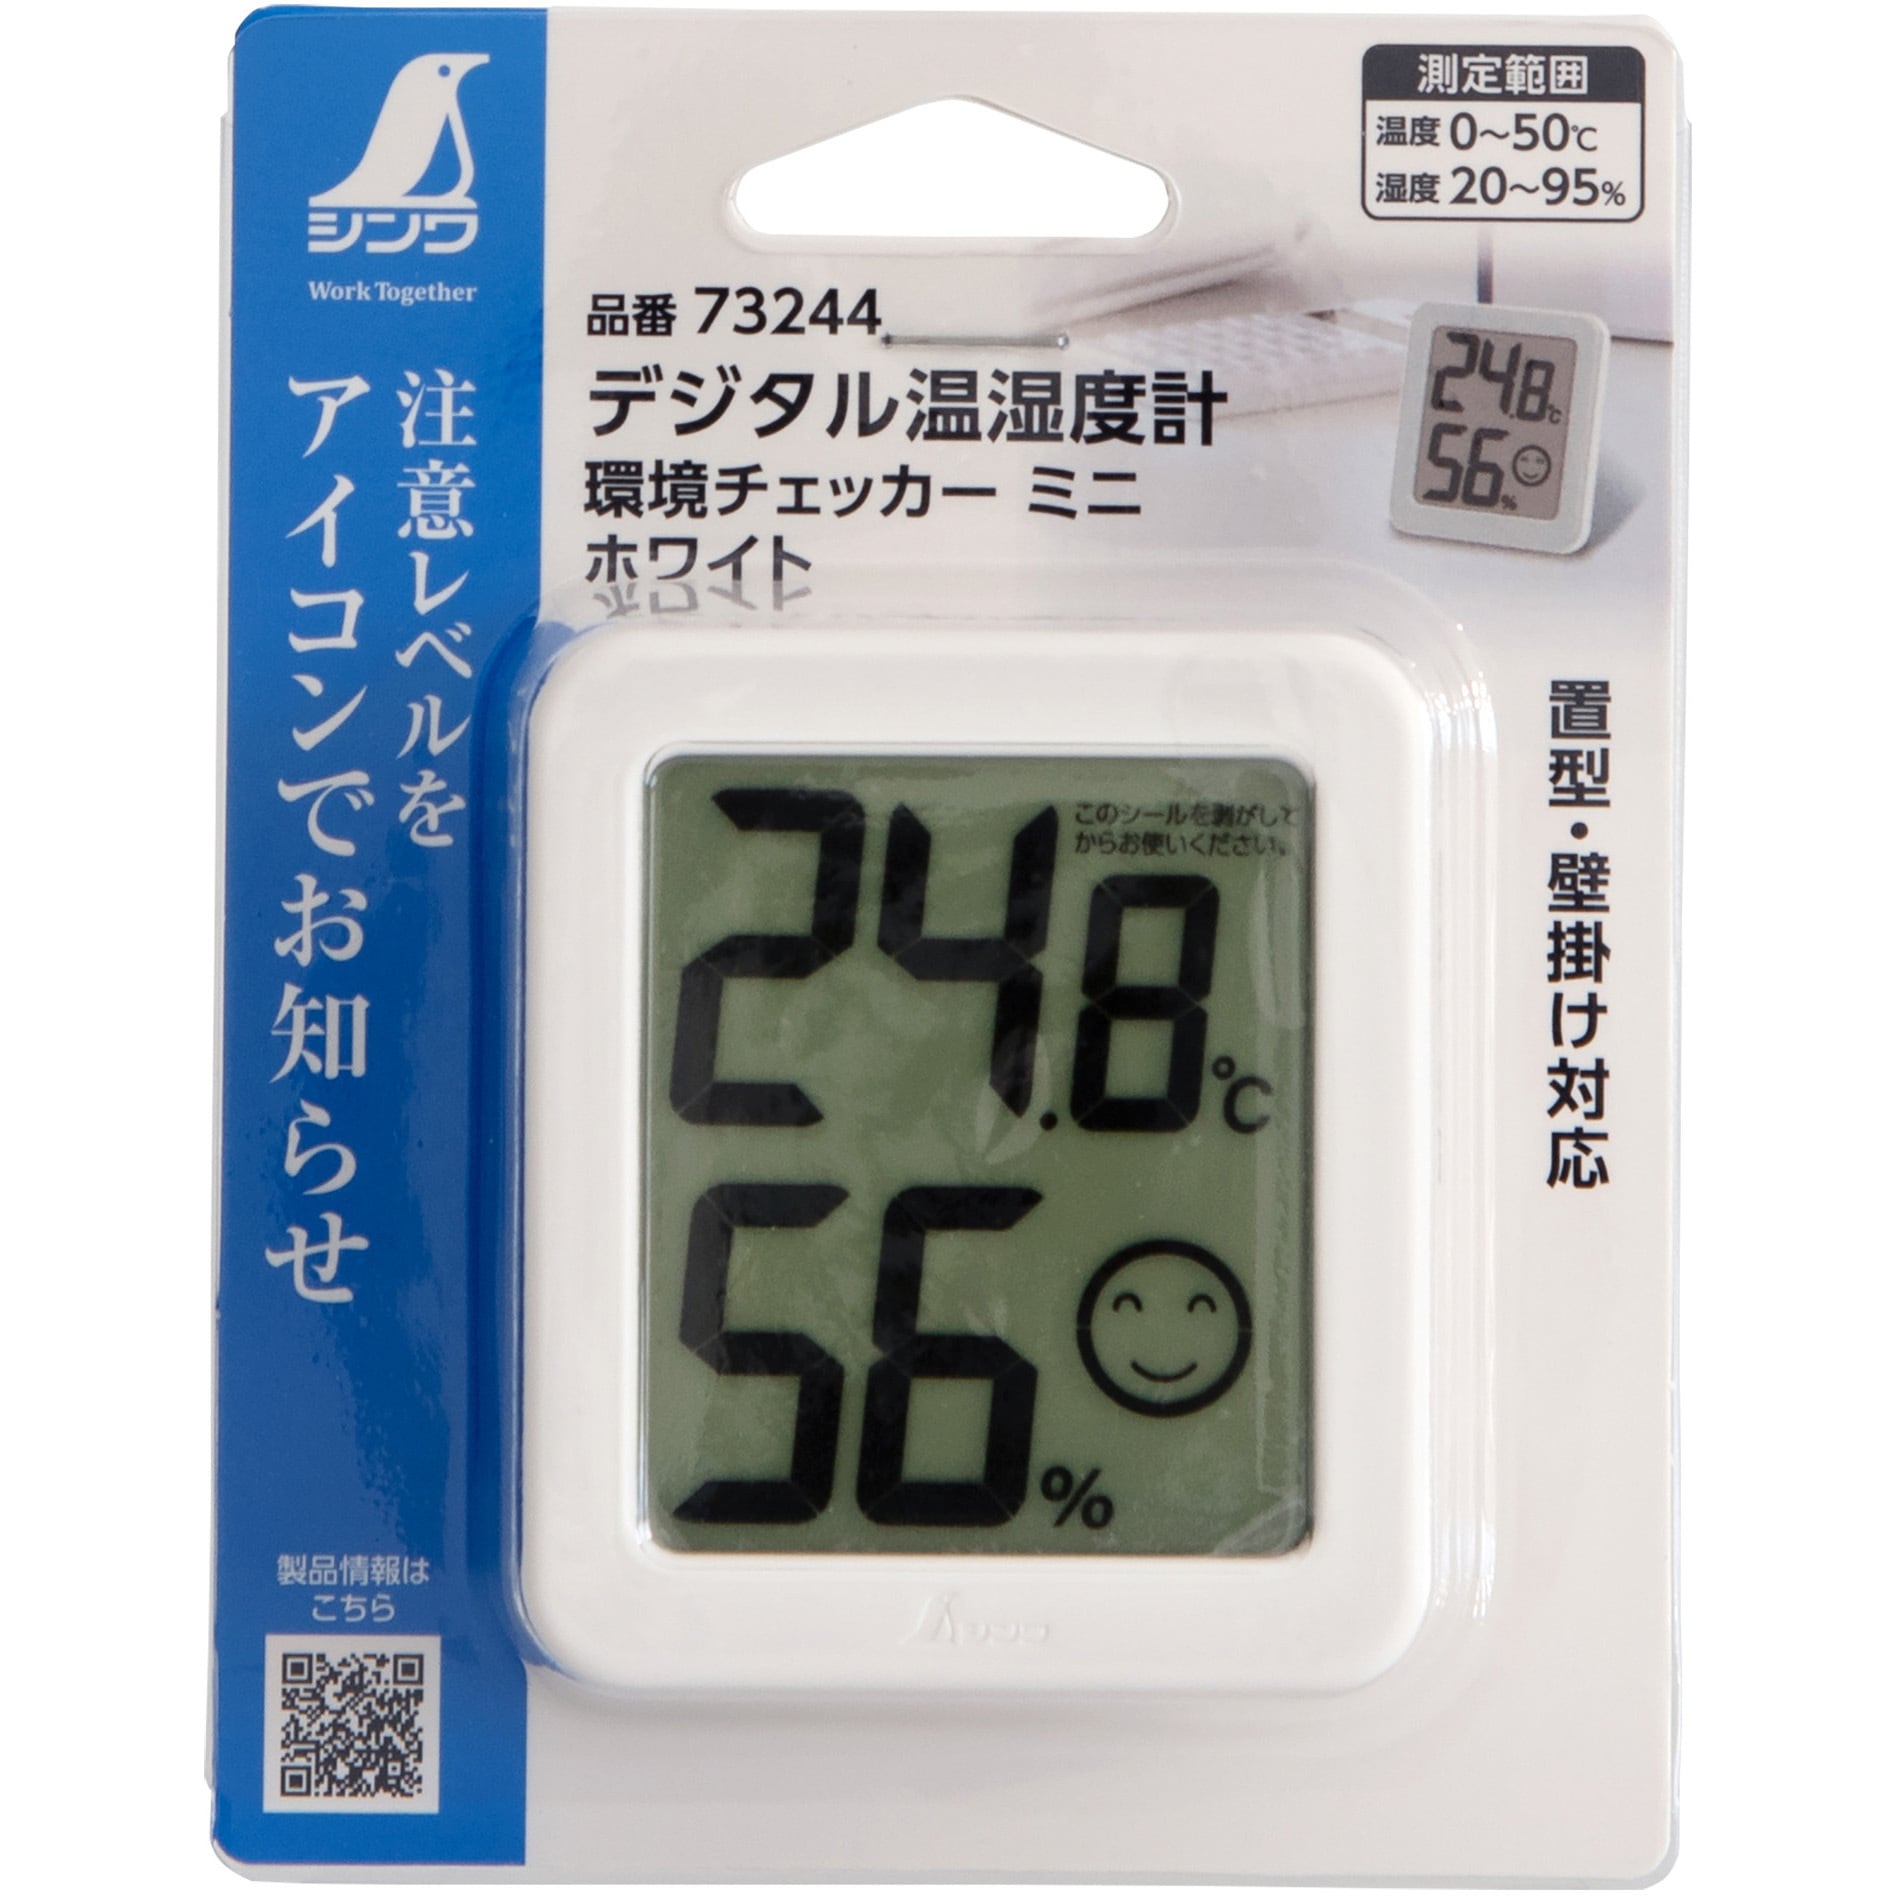 シンワ
Work Together
注意レベルを
アイコンでお知らせ
製品情報は
こちら
測定範囲
温度 0～50℃
湿度 20～95%
品番 73244
デジタル温湿度計
環境チェッカー ミニ
ホワイト
24.8℃
56%
置型・壁掛け対応
このシールを剥がして
からお使いください。
24.8℃
56%
シンワ